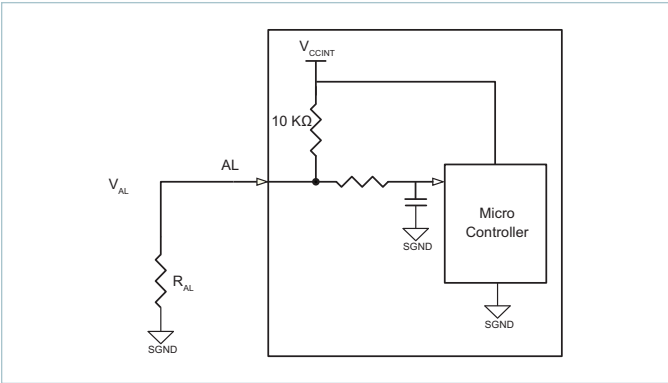 V_CCINT
10 KΩ
AL
V_AL
Micro
Controller
SGND
R_AL
SGND
SGND